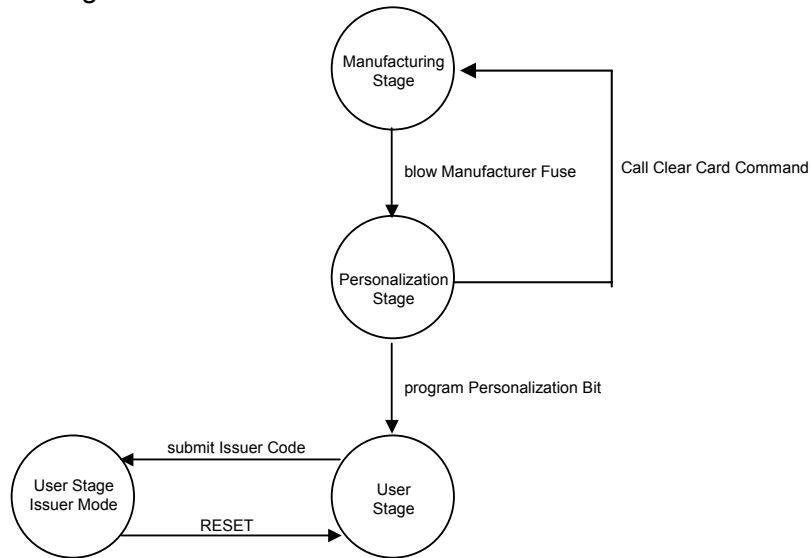 Manufacturing
Stage
blow Manufacturer Fuse
Call Clear Card Command
Personalization
Stage
program Personalization Bit
submit Issuer Code
User Stage
Issuer Mode
User
Stage
RESET